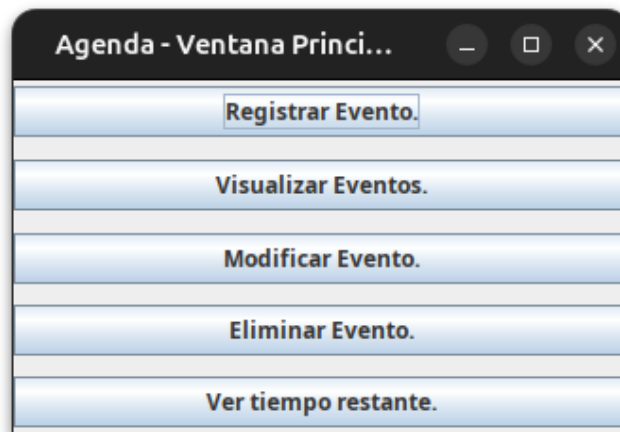 Agenda - Ventana Princi...
Registrar Evento.
Visualizar Eventos.
Modificar Evento.
Eliminar Evento.
Ver tiempo restante.